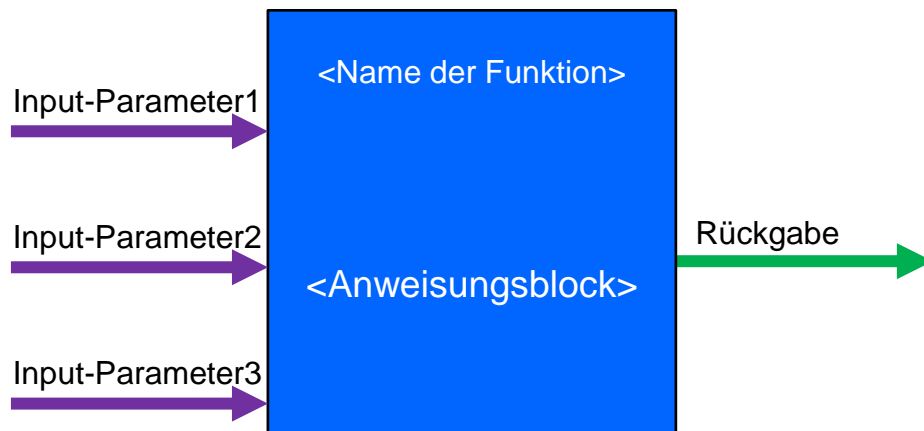 <Name der Funktion>
Input-Parameter1
Input-Parameter2
Rückgabe
<Anweisungsblock>
Input-Parameter3